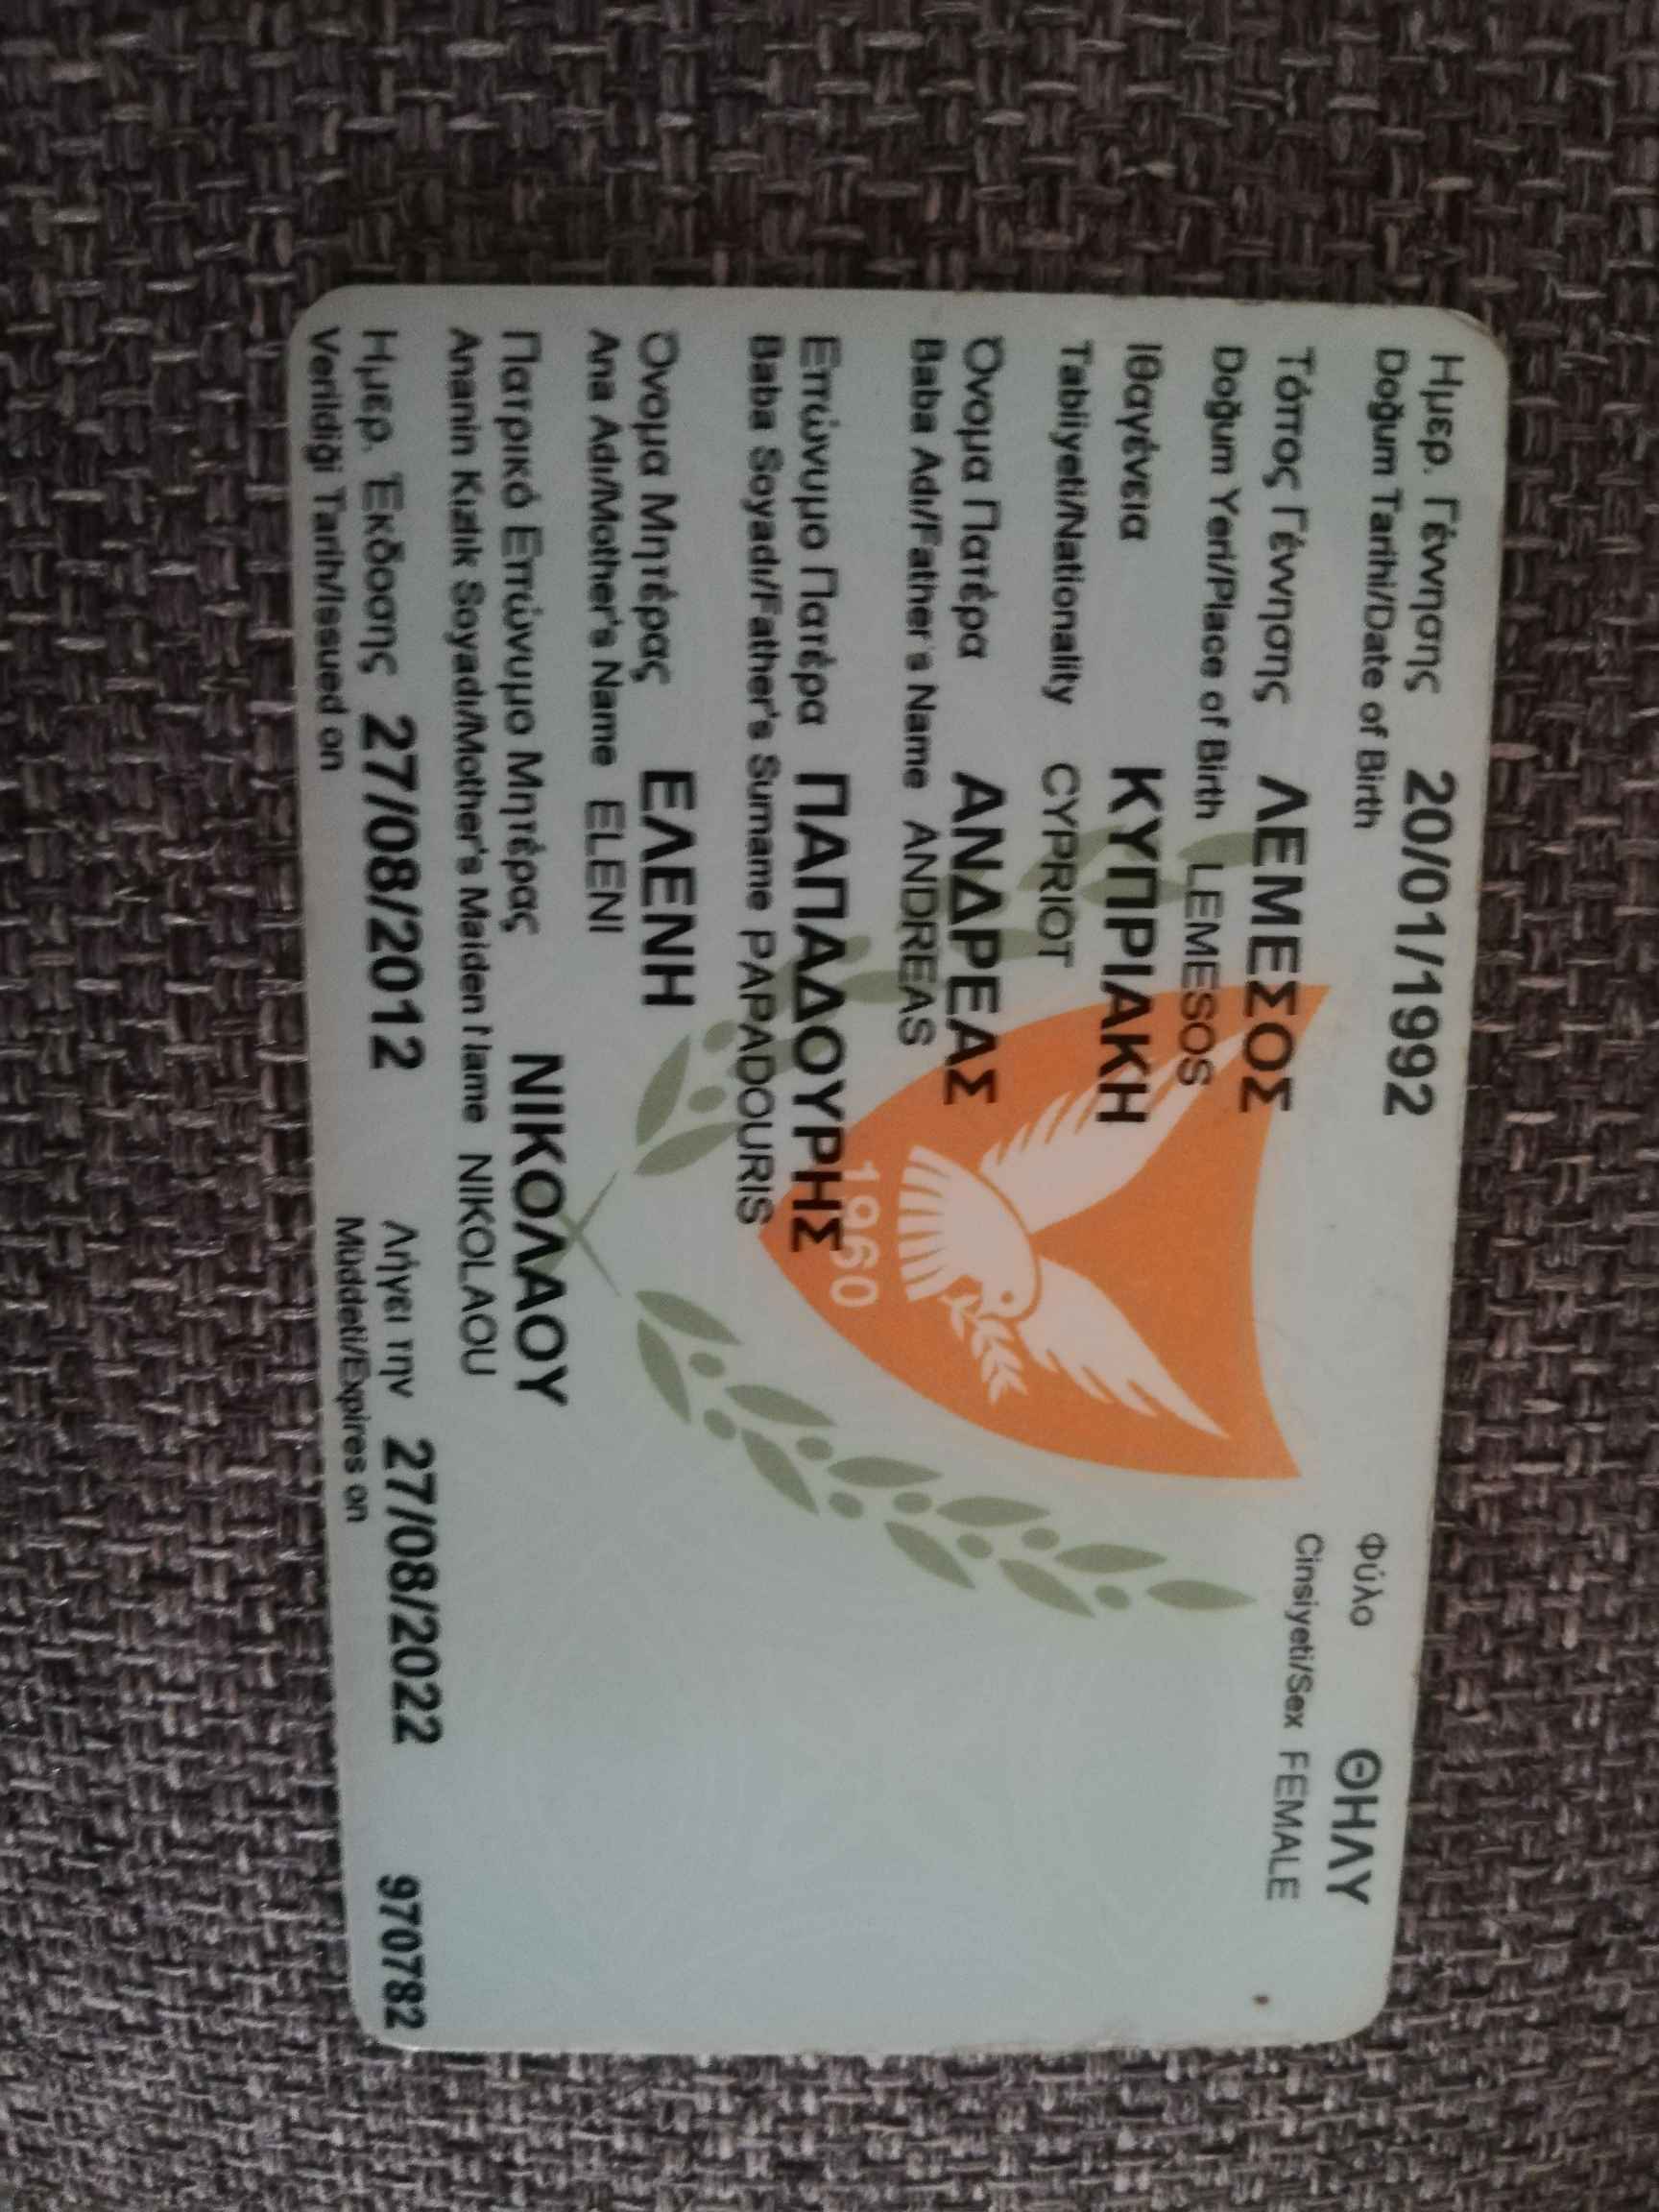 Ημερ. Γέννησης 20/01/1992
Doğum Tarihi/Date of Birth
Φύλο ΘΗΛΥ
Cinsiyeti/Sex FEMALE
Τόπος Γέννησης ΛΕΜΕΣΟΣ
Doğum Yeri/Place of Birth LEMESOS
Ιθαγένεια ΚΥΠΡΙΑΚΗ
Tabiiyeti/Nationality CYPRIOT
Όνομα Πατέρα ΑΝΔΡΕΑΣ
Baba Adı/Father's Name ANDREAS
1960
Επώνυμο Πατέρα ΠΑΠΑΔΟΥΡΗΣ
Baba Soyadı/Father's Surname PAPADOURIS
Όνομα Μητέρας ΕΛΕΝΗ
Ana Adı/Mother's Name ELENI
Πατρικό Επώνυμο Μητέρας ΝΙΚΟΛΑΟΥ
Ananin Kızlık Soyadı/Mother's Maiden Name NIKOLAOU
Ημερ. Έκδοσης 27/08/2012 Λήγει την 27/08/2022 970782
Verildiği Tarih/Issued on Müddeti/Expires on